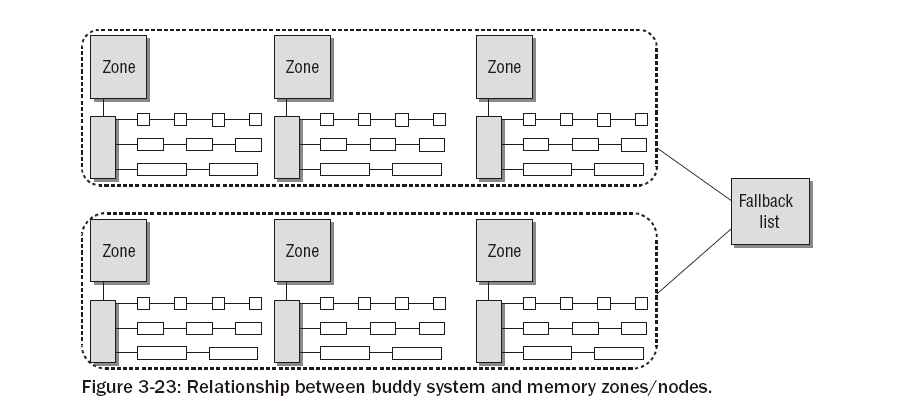 Zone Zone Zone
Fallback
list
Zone Zone Zone
Figure 3-23: Relationship between buddy system and memory zones/nodes.